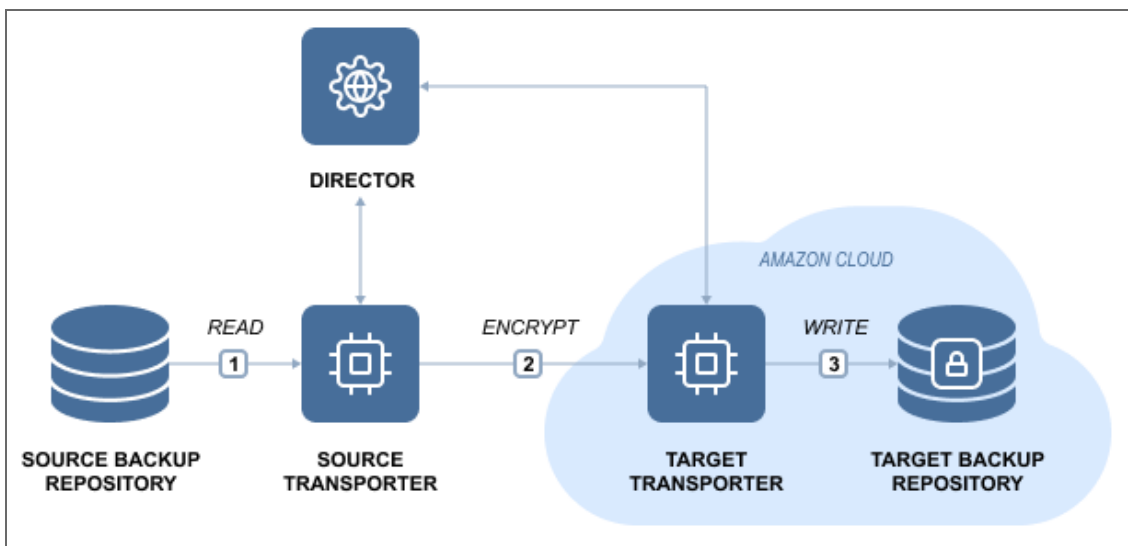 DIRECTOR
AMAZON CLOUD
READ
ENCRYPT
WRITE
1
2
3
SOURCE BACKUP
REPOSITORY
SOURCE
TRANSPORTER
TARGET
TRANSPORTER
TARGET BACKUP
REPOSITORY